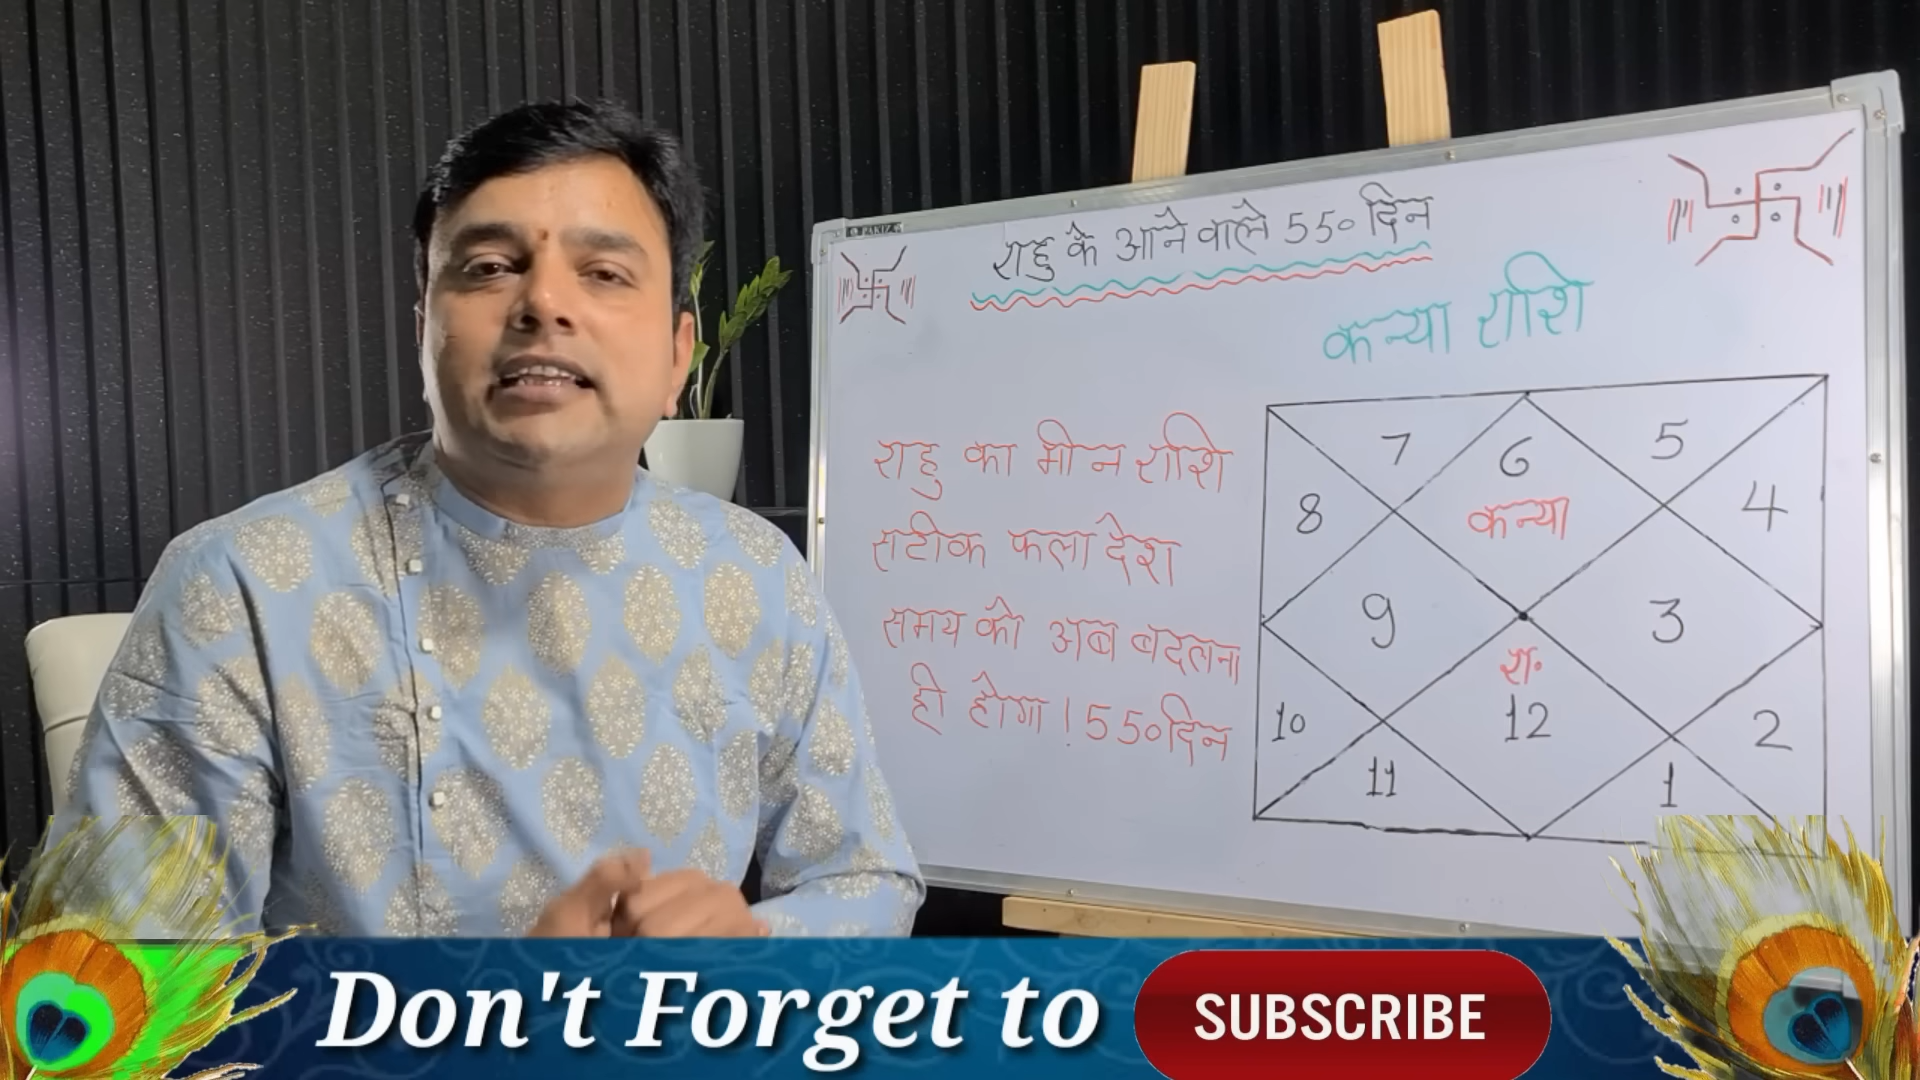 राहु के आने वाले 550 दिन
कन्या राशि
राहु का मीन राशि
सटीक फलादेश
समय को अब बदलना
ही होगा ! 550 दिन
7
6
5
8
कन्या
4
9
3
रा॰
10
12
2
11
1
Don't Forget to SUBSCRIBE